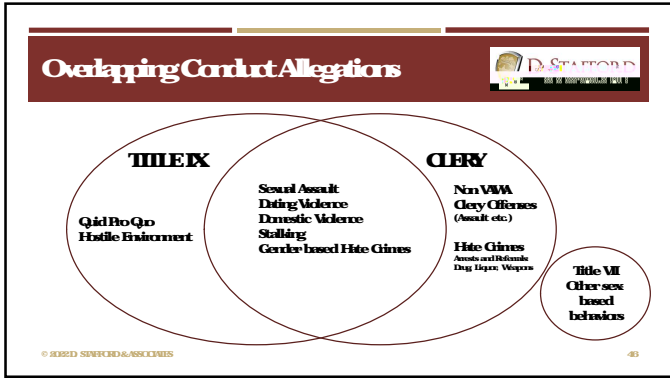 Overlapping Conduct Allegations
D. STAFFORD
TITLE IX
CLERY
Quid Pro Quo
Hostile Environment
Sexual Assault
Dating Violence
Domestic Violence
Stalking
Gender based Hate Crimes
Non VAWA
Clery Offenses
(Assault etc.)
Hate Crimes
Arrests and Referrals:
Drug, Liquor, Weapons
Title VII
Other sex
based
behaviors
© 2022 D. STAFFORD & ASSOCIATES